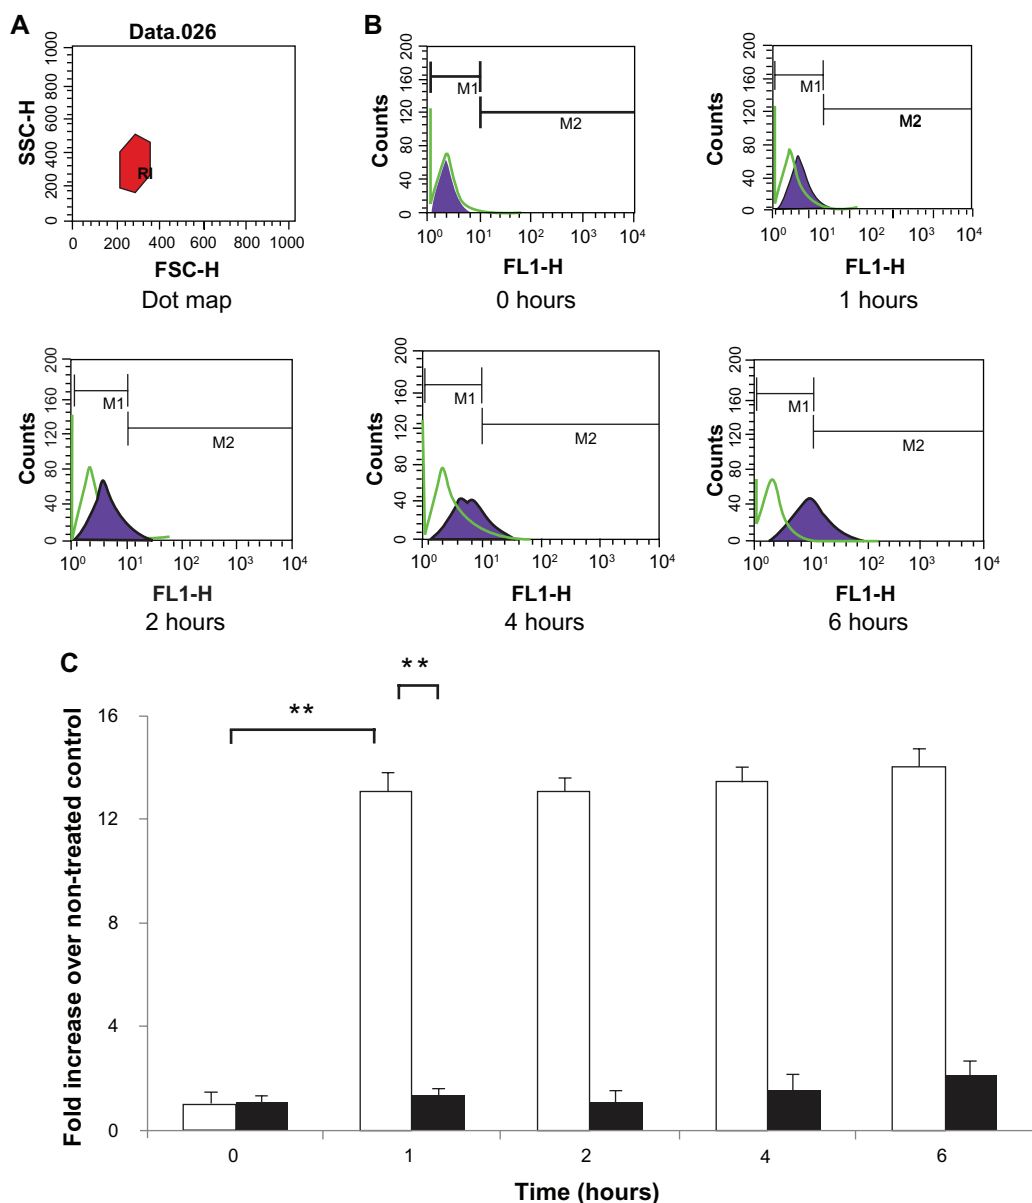 A
Data.026
SSC-H
1000
800
600
400
200
0
RI
0 200 400 600 800 1000
FSC-H
Dot map
B
Counts
200
160
120
80
40
0
M1
M2
10⁰ 10¹ 10² 10³ 10⁴
FL1-H
0 hours
Counts
200
160
120
80
40
0
M1
M2
10⁰ 10¹ 10² 10³ 10⁴
FL1-H
1 hours
Counts
200
160
120
80
40
0
M1
M2
10⁰ 10¹ 10² 10³ 10⁴
FL1-H
2 hours
Counts
200
160
120
80
40
0
M1
M2
10⁰ 10¹ 10² 10³ 10⁴
FL1-H
4 hours
Counts
200
160
120
80
40
0
M1
M2
10⁰ 10¹ 10² 10³ 10⁴
FL1-H
6 hours
C
**
**
Fold increase over non-treated control
16
12
8
4
0
0 1 2 4 6
Time (hours)